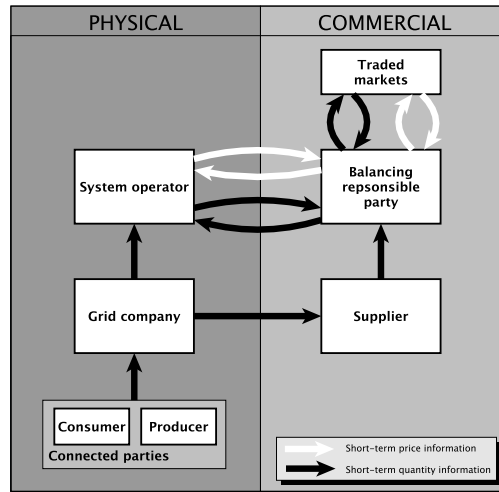 PHYSICAL
COMMERCIAL
Traded
markets
System operator
Balancing
repsonsible
party
Grid company
Supplier
Consumer
Producer
Connected parties
Short-term price information
Short-term quantity information